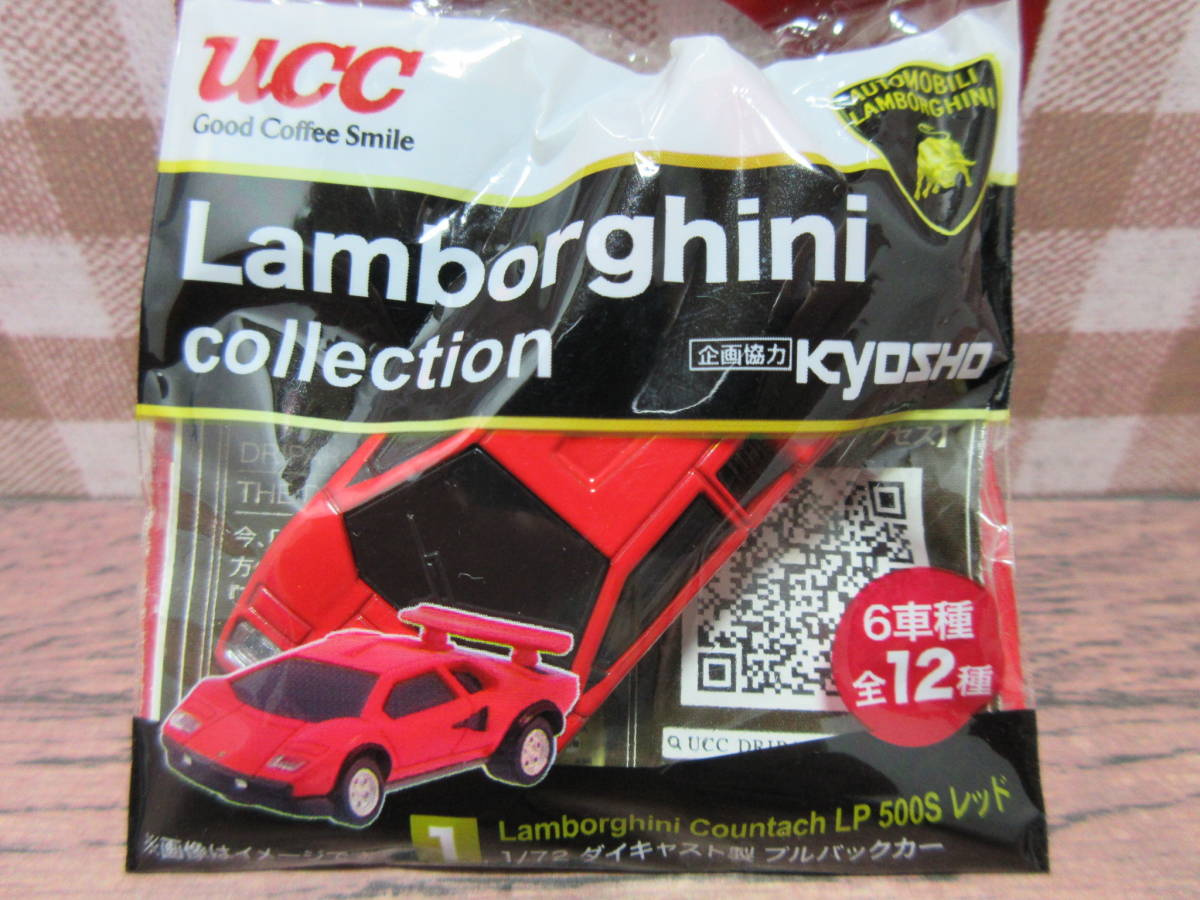 UCC
Good Coffee Smile
AUTOMOBILI
LAMBORGHINI
Lamborghini
collection
企画協力 KYOSHO
DRIP
THE
今、
方
セス】
6車種
全12種
UCC DRIP
1 Lamborghini Countach LP 500S レッド
1/72 ダイキャスト製 プルバックカー
※画像はイメージで